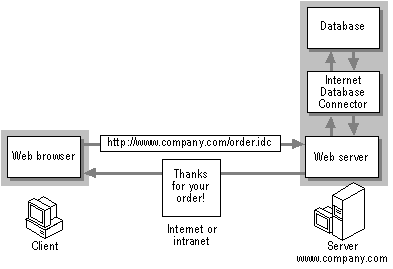 Database
Internet
Database
Connector
http://www.company.com/order.idc
Web browser
Web server
Thanks
for your
order!
Internet or
intranet
Client
Server
www.company.com